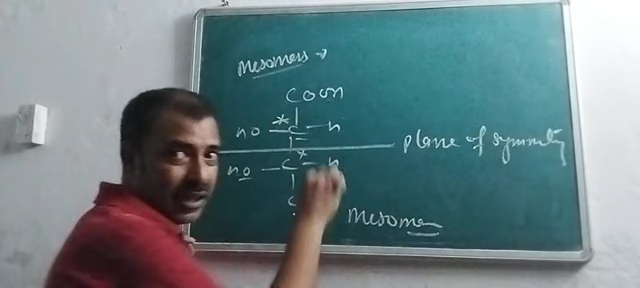 Mesomers →
COOH
HO —*C— H
plane of symmetry
HO —C*— H
C
Mesomer